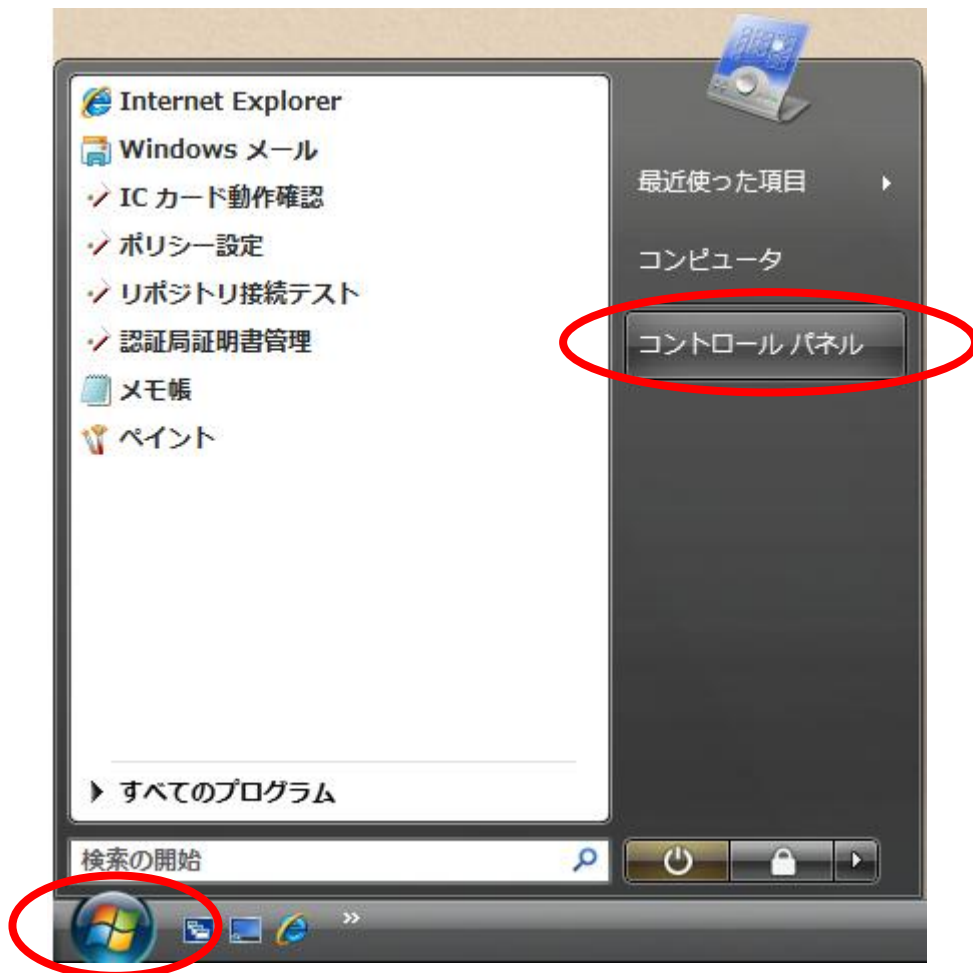 Internet Explorer
Windows メール
IC カード動作確認
ポリシー設定
リポジトリ接続テスト
認証局証明書管理
メモ帳
ペイント
すべてのプログラム
検索の開始
最近使った項目
コンピュータ
コントロール パネル